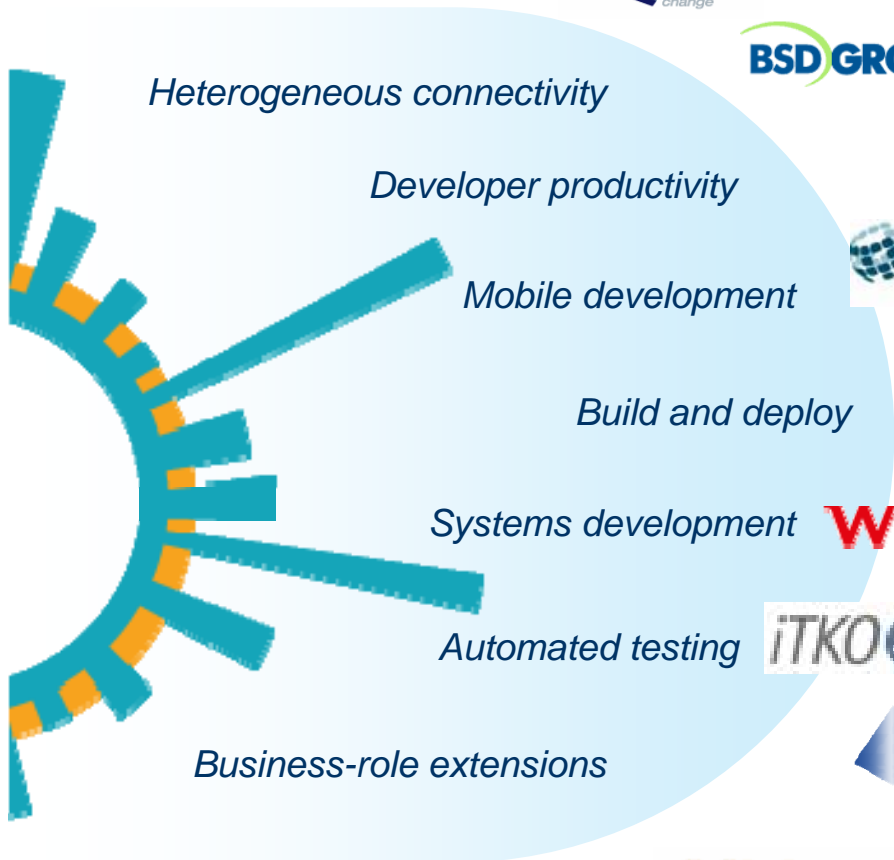 change
BSD GRO
Heterogeneous connectivity
Developer productivity
Mobile development
Build and deploy
Systems development W
Automated testing iTKO
Business-role extensions